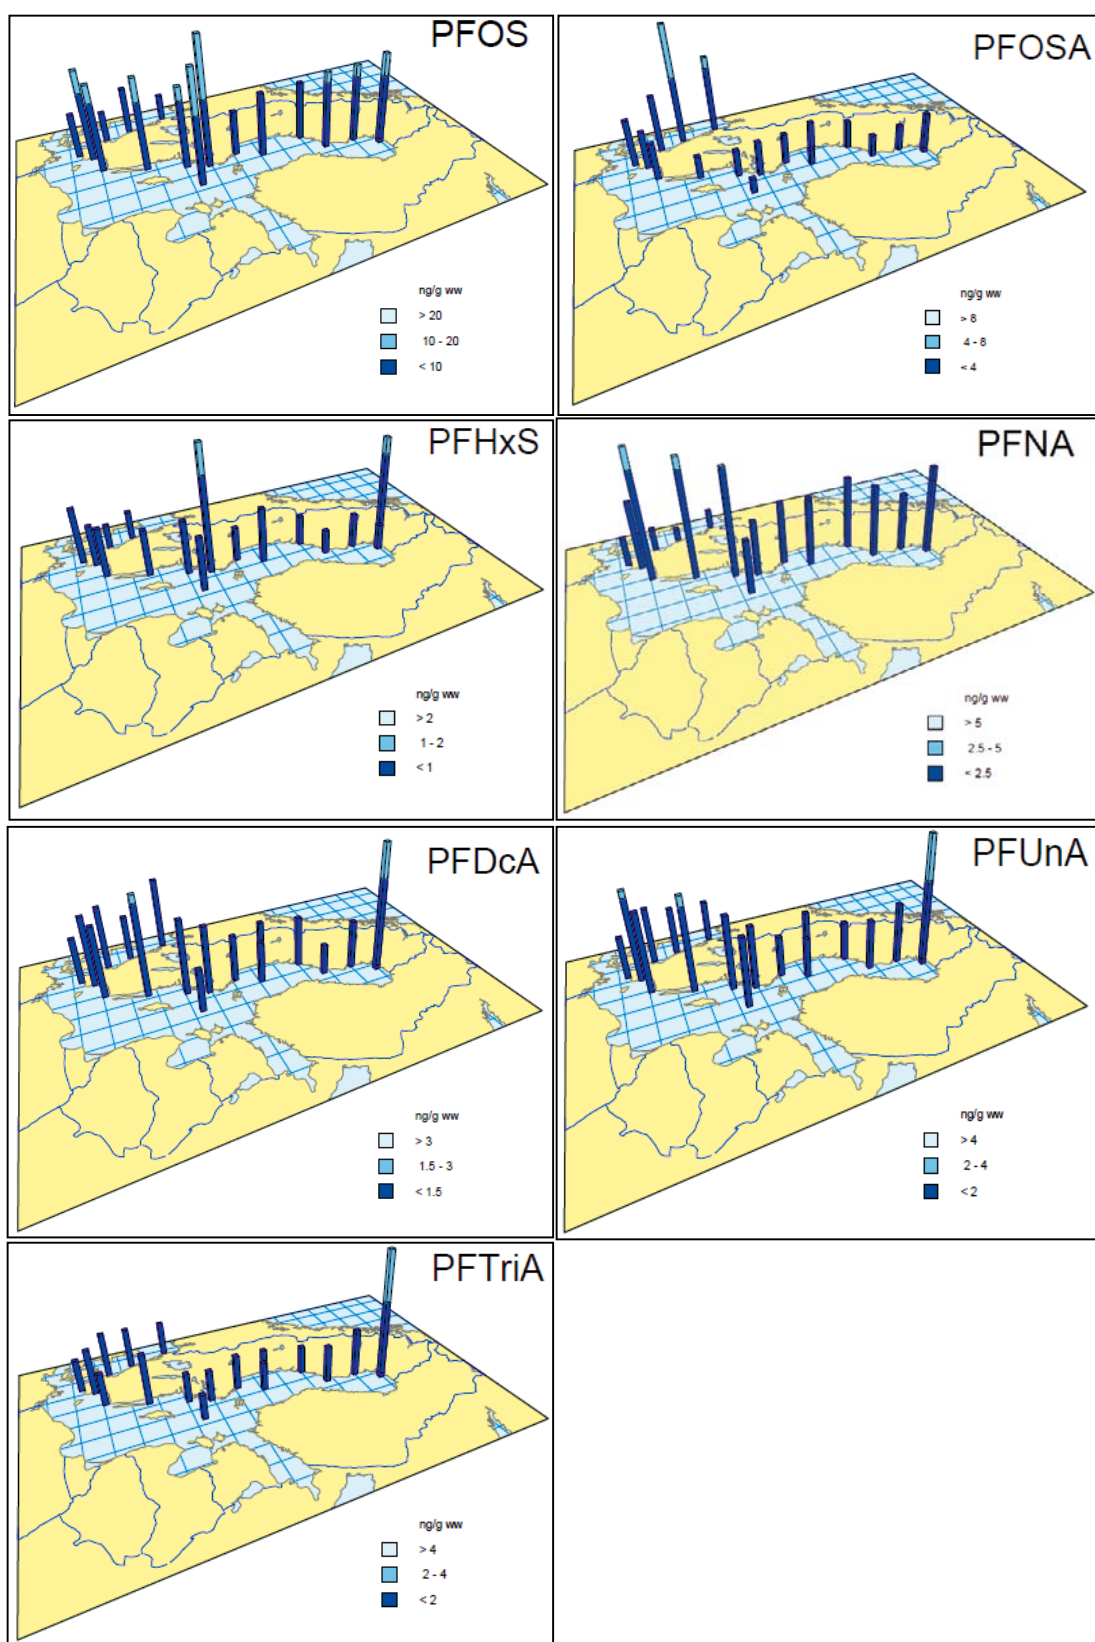 PFOS
ng/g ww
> 20
10 - 20
< 10
PFOSA
ng/g ww
> 8
4 - 8
< 4
PFHxS
ng/g ww
> 2
1 - 2
< 1
PFNA
ng/g ww
> 5
2.5 - 5
< 2.5
PFDcA
ng/g ww
> 3
1.5 - 3
< 1.5
PFUnA
ng/g ww
> 4
2 - 4
< 2
PFTriA
ng/g ww
> 4
2 - 4
< 2